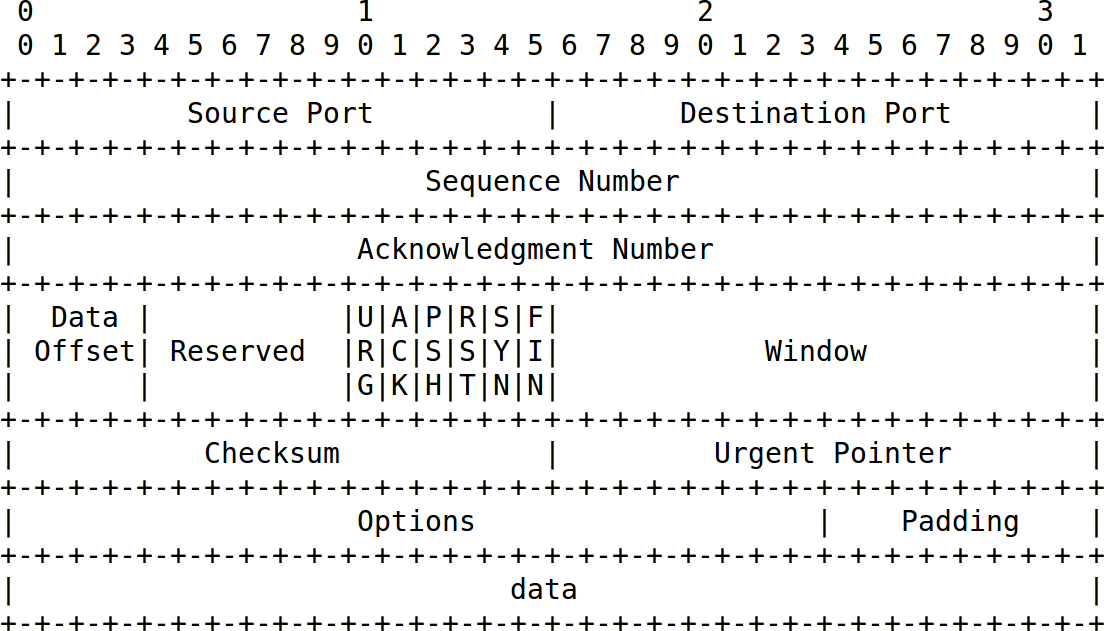 0                   1                   2                   3
 0 1 2 3 4 5 6 7 8 9 0 1 2 3 4 5 6 7 8 9 0 1 2 3 4 5 6 7 8 9 0 1
+-+-+-+-+-+-+-+-+-+-+-+-+-+-+-+-+-+-+-+-+-+-+-+-+-+-+-+-+-+-+-+-+
|          Source Port          |       Destination Port        |
+-+-+-+-+-+-+-+-+-+-+-+-+-+-+-+-+-+-+-+-+-+-+-+-+-+-+-+-+-+-+-+-+
|                        Sequence Number                        |
+-+-+-+-+-+-+-+-+-+-+-+-+-+-+-+-+-+-+-+-+-+-+-+-+-+-+-+-+-+-+-+-+
|                    Acknowledgment Number                      |
+-+-+-+-+-+-+-+-+-+-+-+-+-+-+-+-+-+-+-+-+-+-+-+-+-+-+-+-+-+-+-+-+
|  Data |           |U|A|P|R|S|F|                               |
| Offset| Reserved  |R|C|S|S|Y|I|            Window             |
|       |           |G|K|H|T|N|N|                               |
+-+-+-+-+-+-+-+-+-+-+-+-+-+-+-+-+-+-+-+-+-+-+-+-+-+-+-+-+-+-+-+-+
|           Checksum            |         Urgent Pointer        |
+-+-+-+-+-+-+-+-+-+-+-+-+-+-+-+-+-+-+-+-+-+-+-+-+-+-+-+-+-+-+-+-+
|                    Options                    |    Padding    |
+-+-+-+-+-+-+-+-+-+-+-+-+-+-+-+-+-+-+-+-+-+-+-+-+-+-+-+-+-+-+-+-+
|                             data                              |
+-+-+-+-+-+-+-+-+-+-+-+-+-+-+-+-+-+-+-+-+-+-+-+-+-+-+-+-+-+-+-+-+